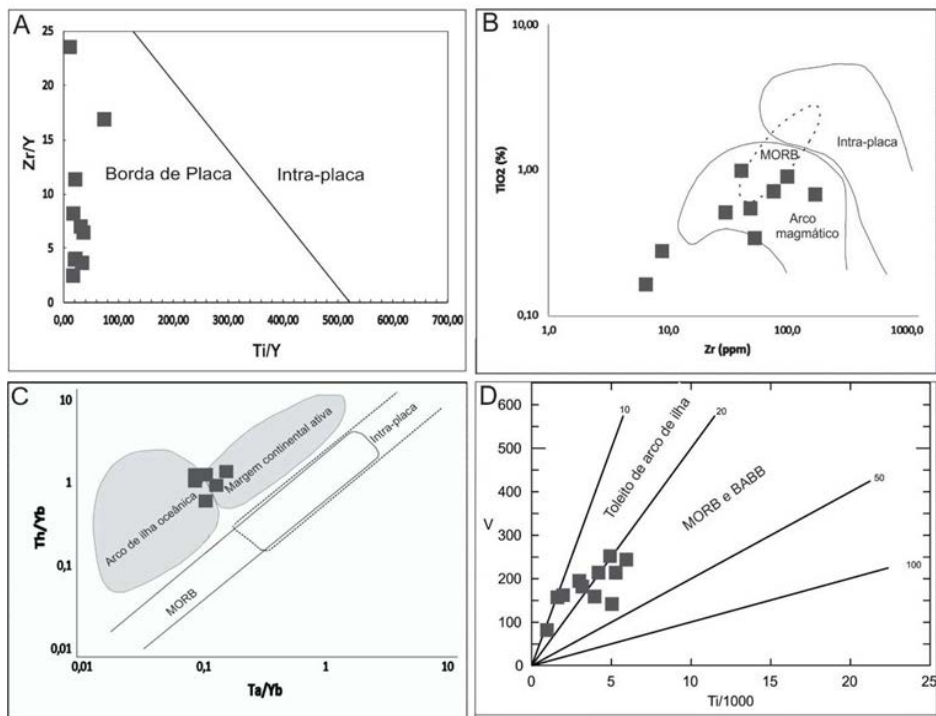 A
25
20
15
10
5
0
Zr/Y
Borda de Placa
Intra-placa
0,00
100,00
200,00
300,00
400,00
500,00
600,00
700,00
Ti/Y
B
10,00
1,00
0,10
TiO2 (%)
MORB
Intra-placa
Arco
magmático
1,0
10,0
100,0
1000,0
Zr (ppm)
C
10
1
0,1
0,01
Th/Yb
Arco de ilha oceânica
Margem continental ativa
Intra-placa
MORB
0,01
0,1
1
10
Ta/Yb
D
600
500
400
300
200
100
0
V
10
20
50
100
Toleito de arco de ilha
MORB e BABB
0
5
10
15
20
25
Ti/1000